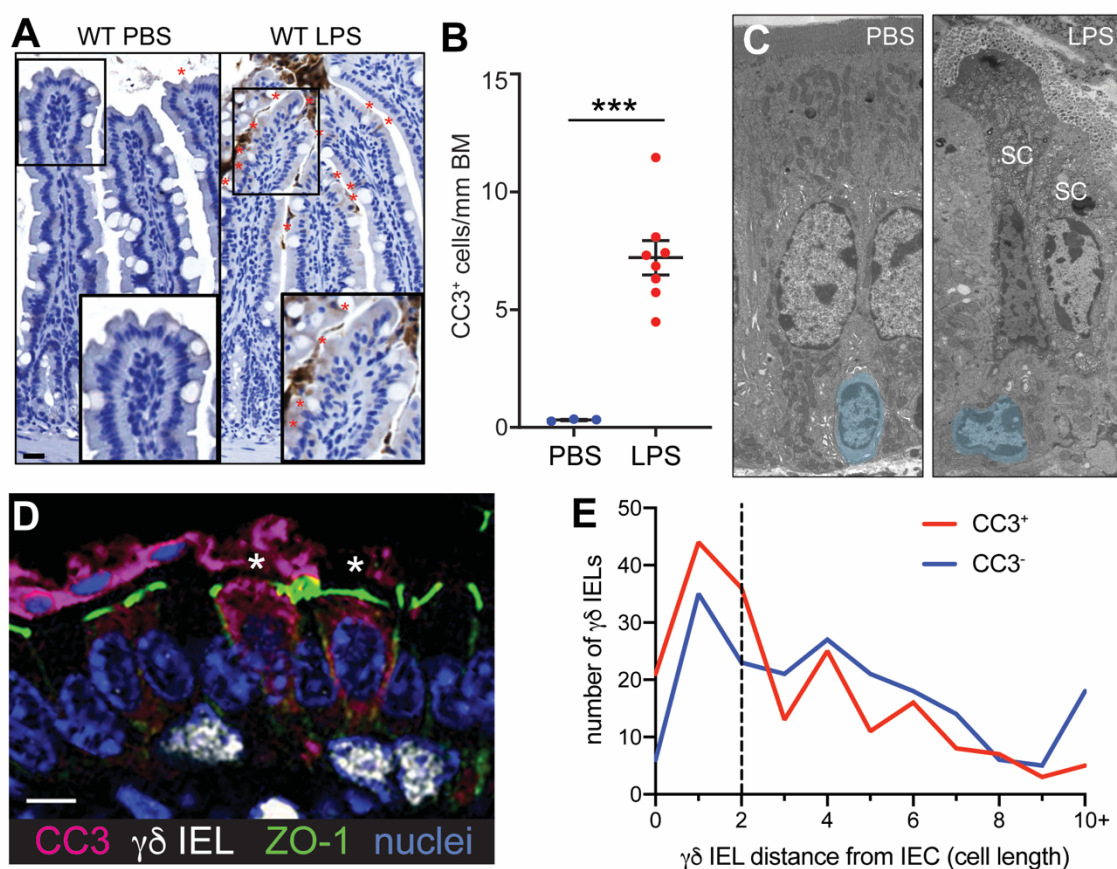 A
WT PBS
WT LPS
*
* * * * * * * * * * *
* * * * *
B
CC3⁺ cells/mm BM
15
10
5
0
***
PBS
LPS
C
PBS
LPS
SC
SC
D
* *
CC3 γδ IEL ZO-1 nuclei
E
number of γδ IELs
50
40
30
20
10
0
CC3⁺
CC3⁻
0 2 4 6 8 10+
γδ IEL distance from IEC (cell length)